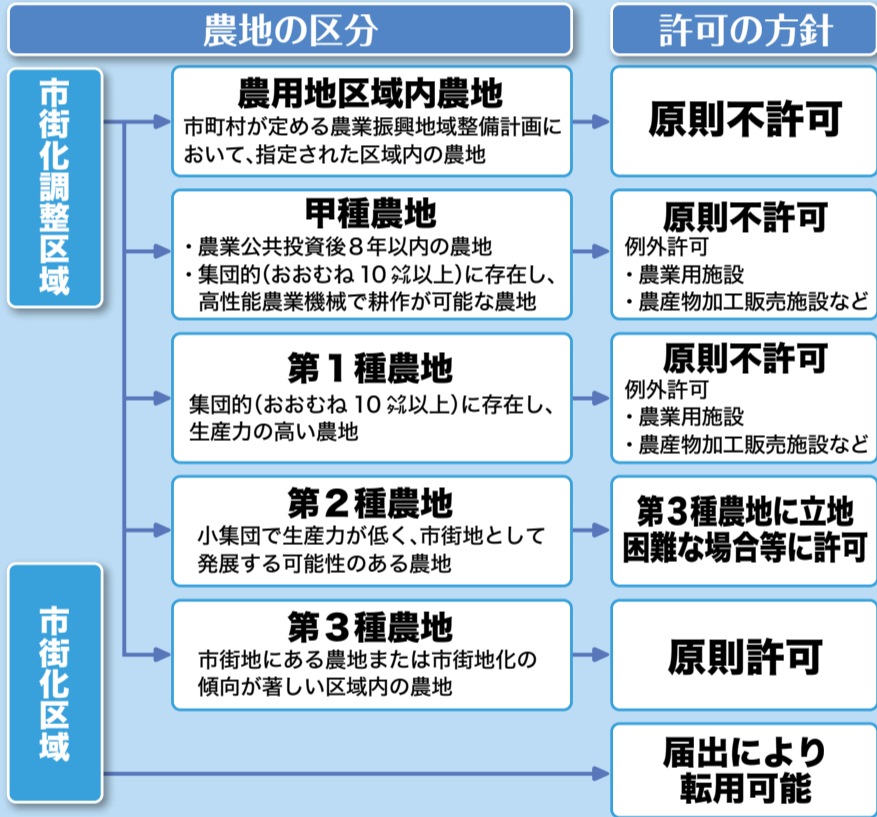 農地の区分
許可の方針
市街化調整区域
農用地区域内農地
市町村が定める農業振興地域整備計画に
おいて、指定された区域内の農地
原則不許可
甲種農地
・農業公共投資後8年以内の農地
・集団的(おおむね10㌶以上)に存在し、
高性能農業機械で耕作が可能な農地
原則不許可
例外許可
・農業用施設
・農産物加工販売施設など
第1種農地
集団的(おおむね10㌶以上)に存在し、
生産力の高い農地
原則不許可
例外許可
・農業用施設
・農産物加工販売施設など
第2種農地
小集団で生産力が低く、市街地として
発展する可能性のある農地
第3種農地に立地
困難な場合等に許可
市街化区域
第3種農地
市街地にある農地または市街地化の
傾向が著しい区域内の農地
原則許可
届出により
転用可能